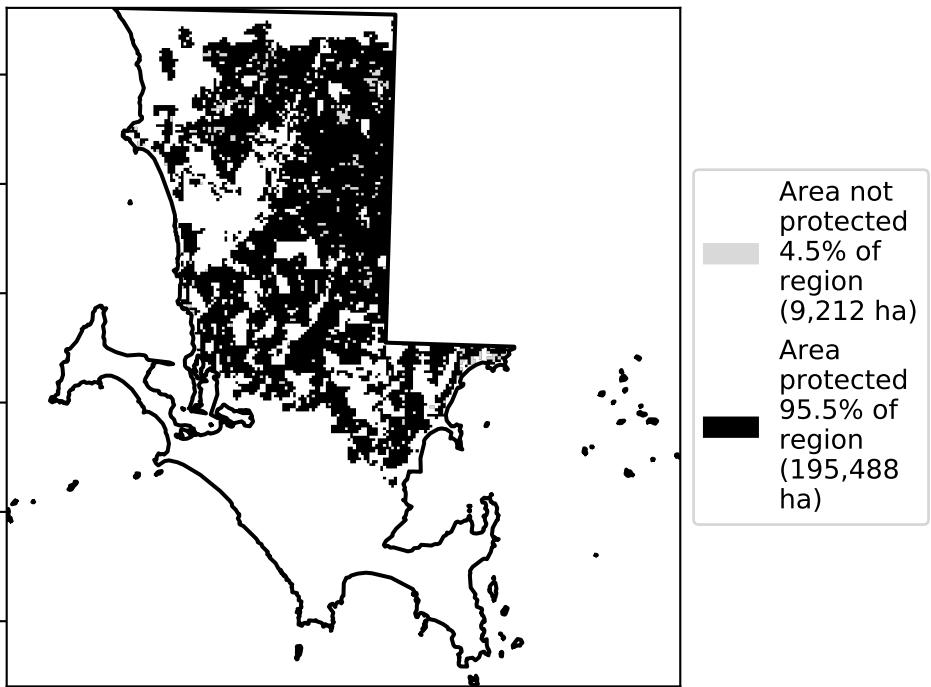 Area not
protected
4.5% of
region
(9,212 ha)
Area
protected
95.5% of
region
(195,488
ha)